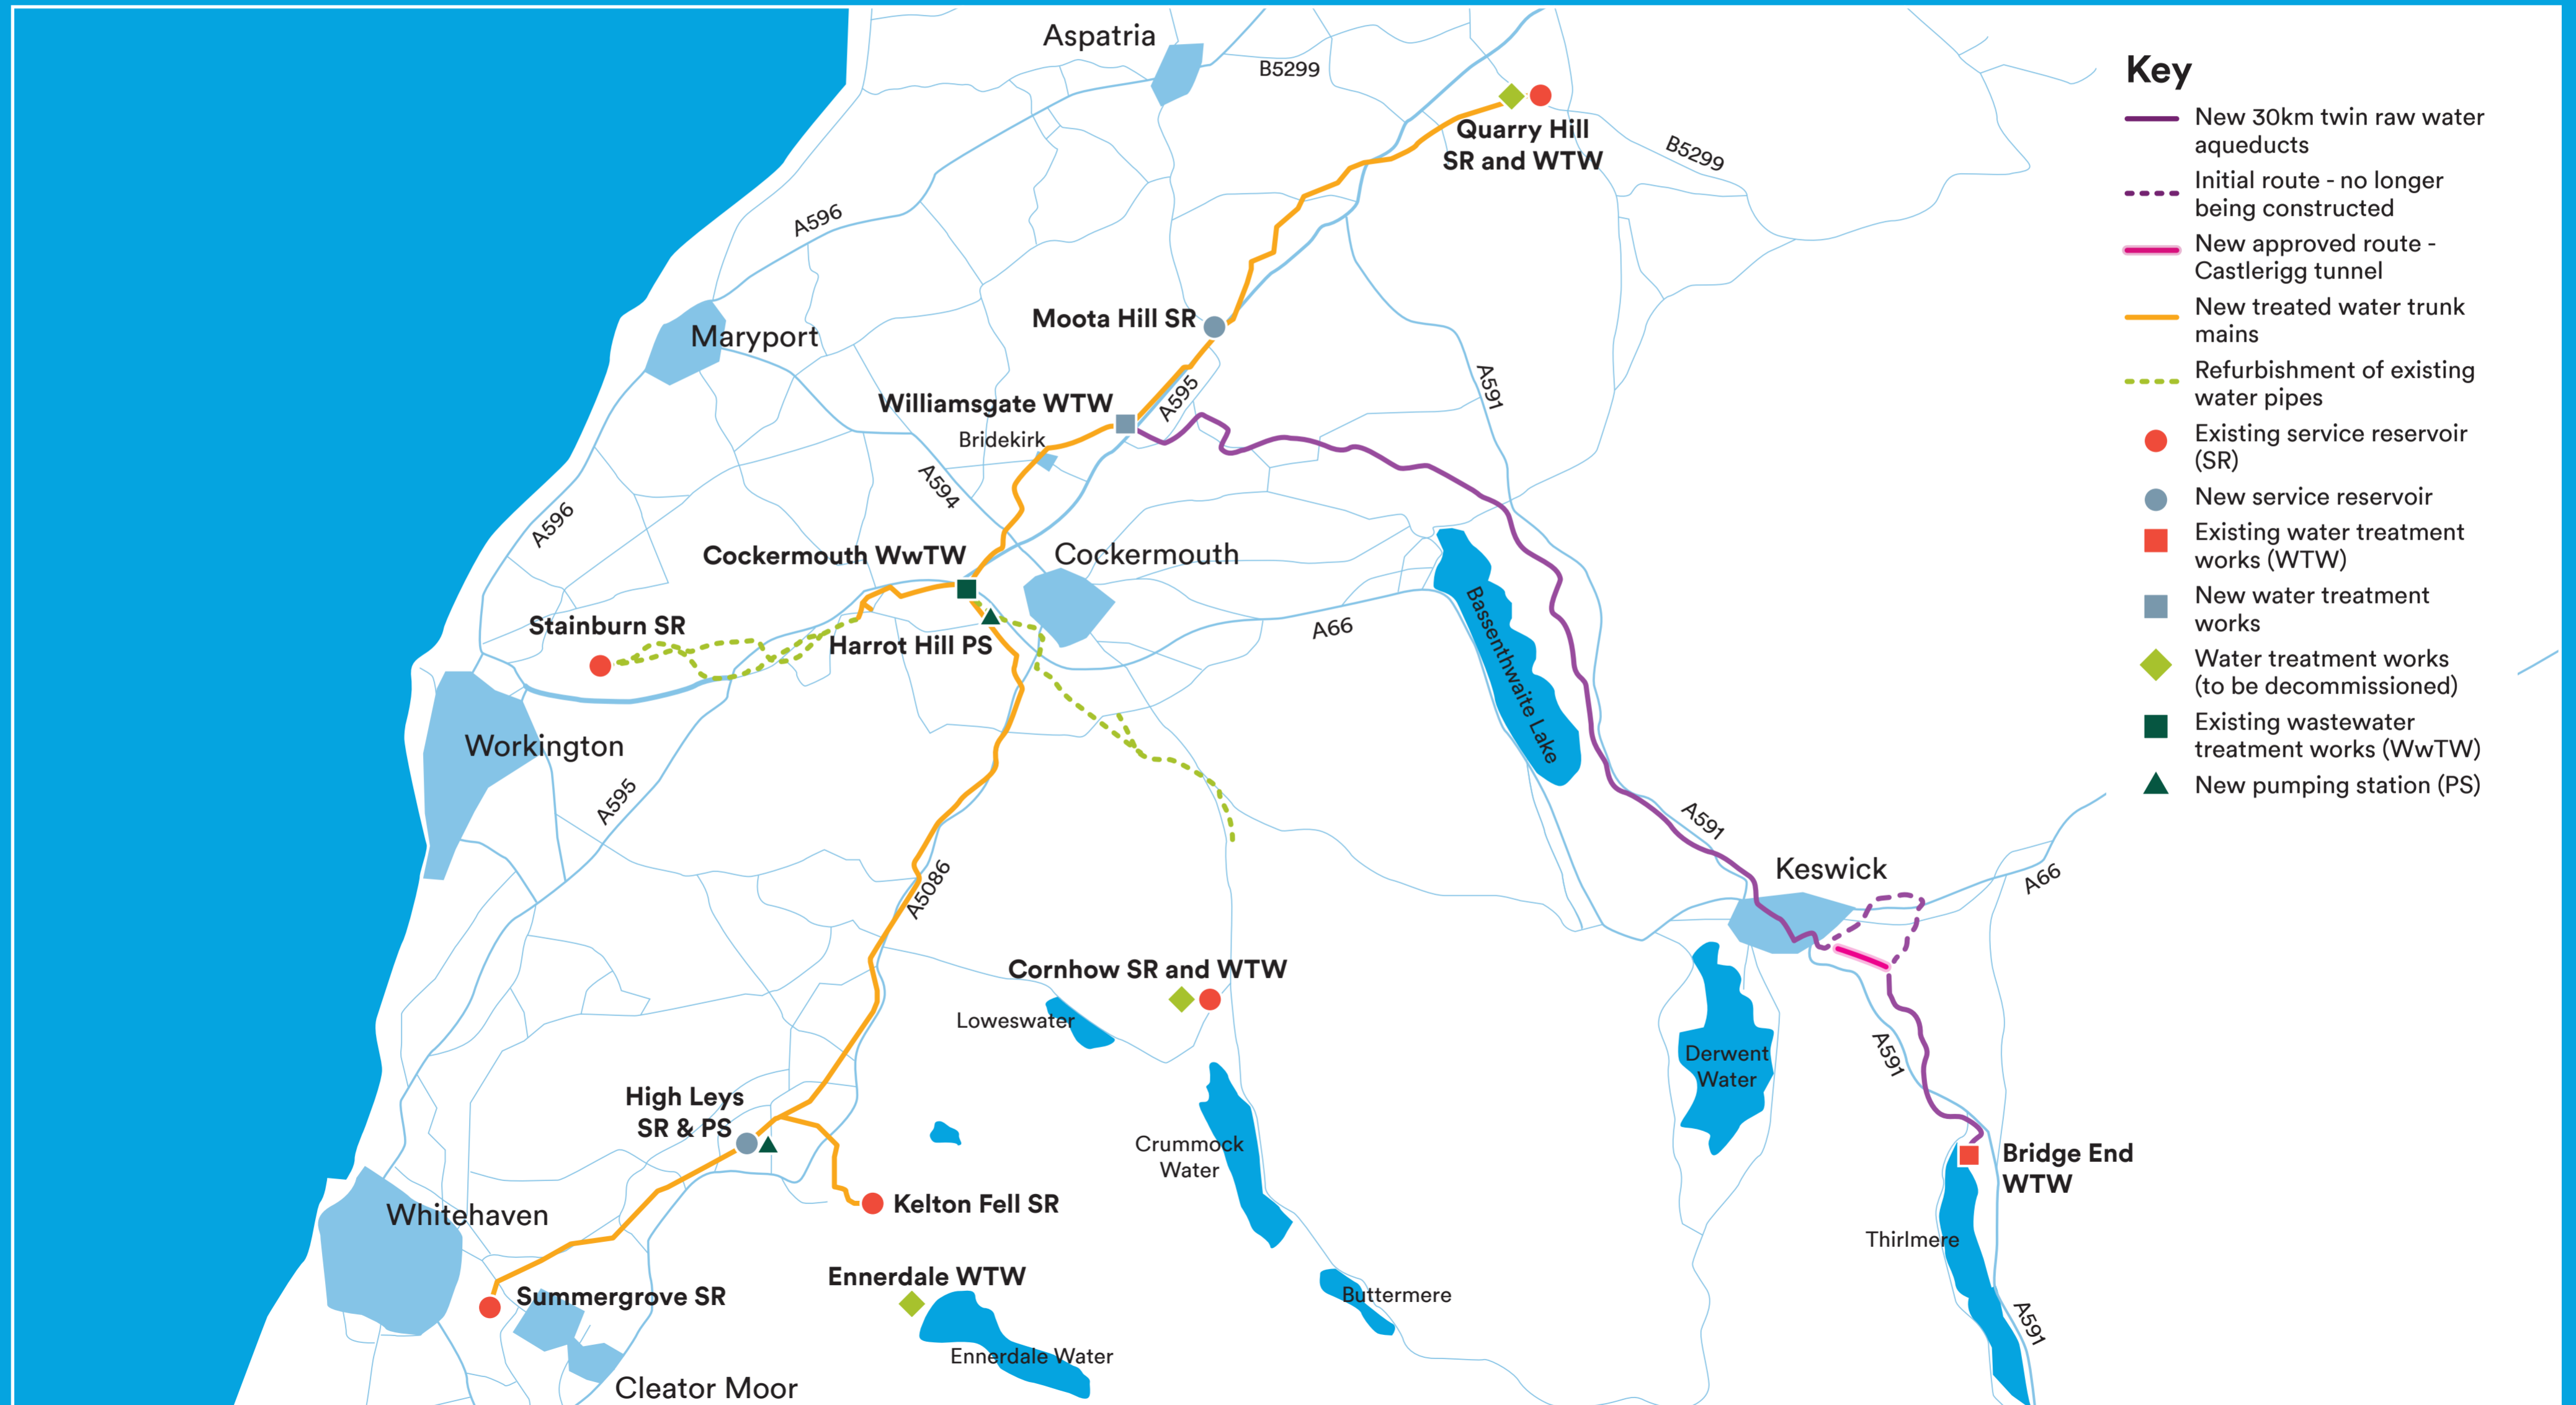 Aspatria
B5299
Quarry Hill
SR and WTW
B5299
A596
Moota Hill SR
Maryport
A591
A595
Williamsgate WTW
Bridekirk
A594
A596
Cockermouth WwTW
Cockermouth
Stainburn SR
Harrot Hill PS
A66
Bassenthwaite Lake
Workington
A595
A591
Keswick
A66
A5086
Cornhow SR and WTW
Loweswater
Derwent
Water
A591
High Leys
SR & PS
Crummock
Water
Bridge End
WTW
Kelton Fell SR
Whitehaven
Thirlmere
Ennerdale WTW
Summergrove SR
Buttermere
A591
Ennerdale Water
Cleator Moor
Key
New 30km twin raw water
aqueducts
Initial route - no longer
being constructed
New approved route -
Castlerigg tunnel
New treated water trunk
mains
Refurbishment of existing
water pipes
Existing service reservoir
(SR)
New service reservoir
Existing water treatment
works (WTW)
New water treatment
works
Water treatment works
(to be decommissioned)
Existing wastewater
treatment works (WwTW)
New pumping station (PS)